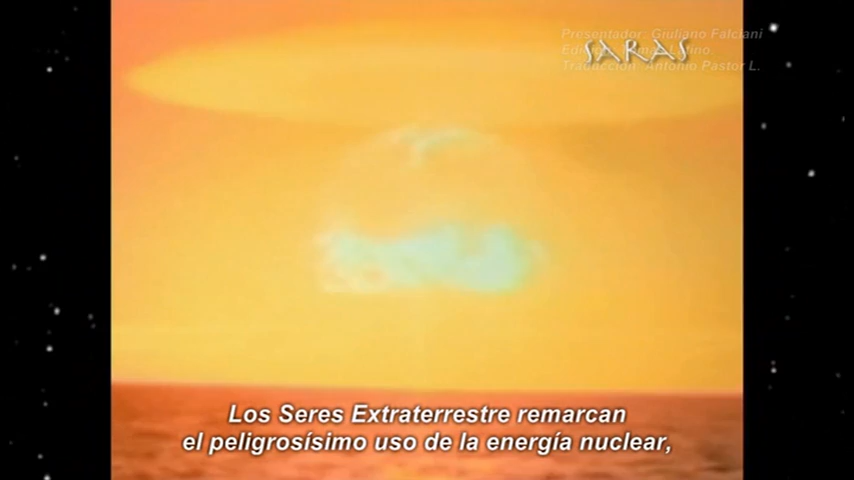 Presentador: Giuliano Falciani
SARAS
Traducción: Antonio Pastor L.
Los Seres Extraterrestre remarcan
el peligrosísimo uso de la energía nuclear,